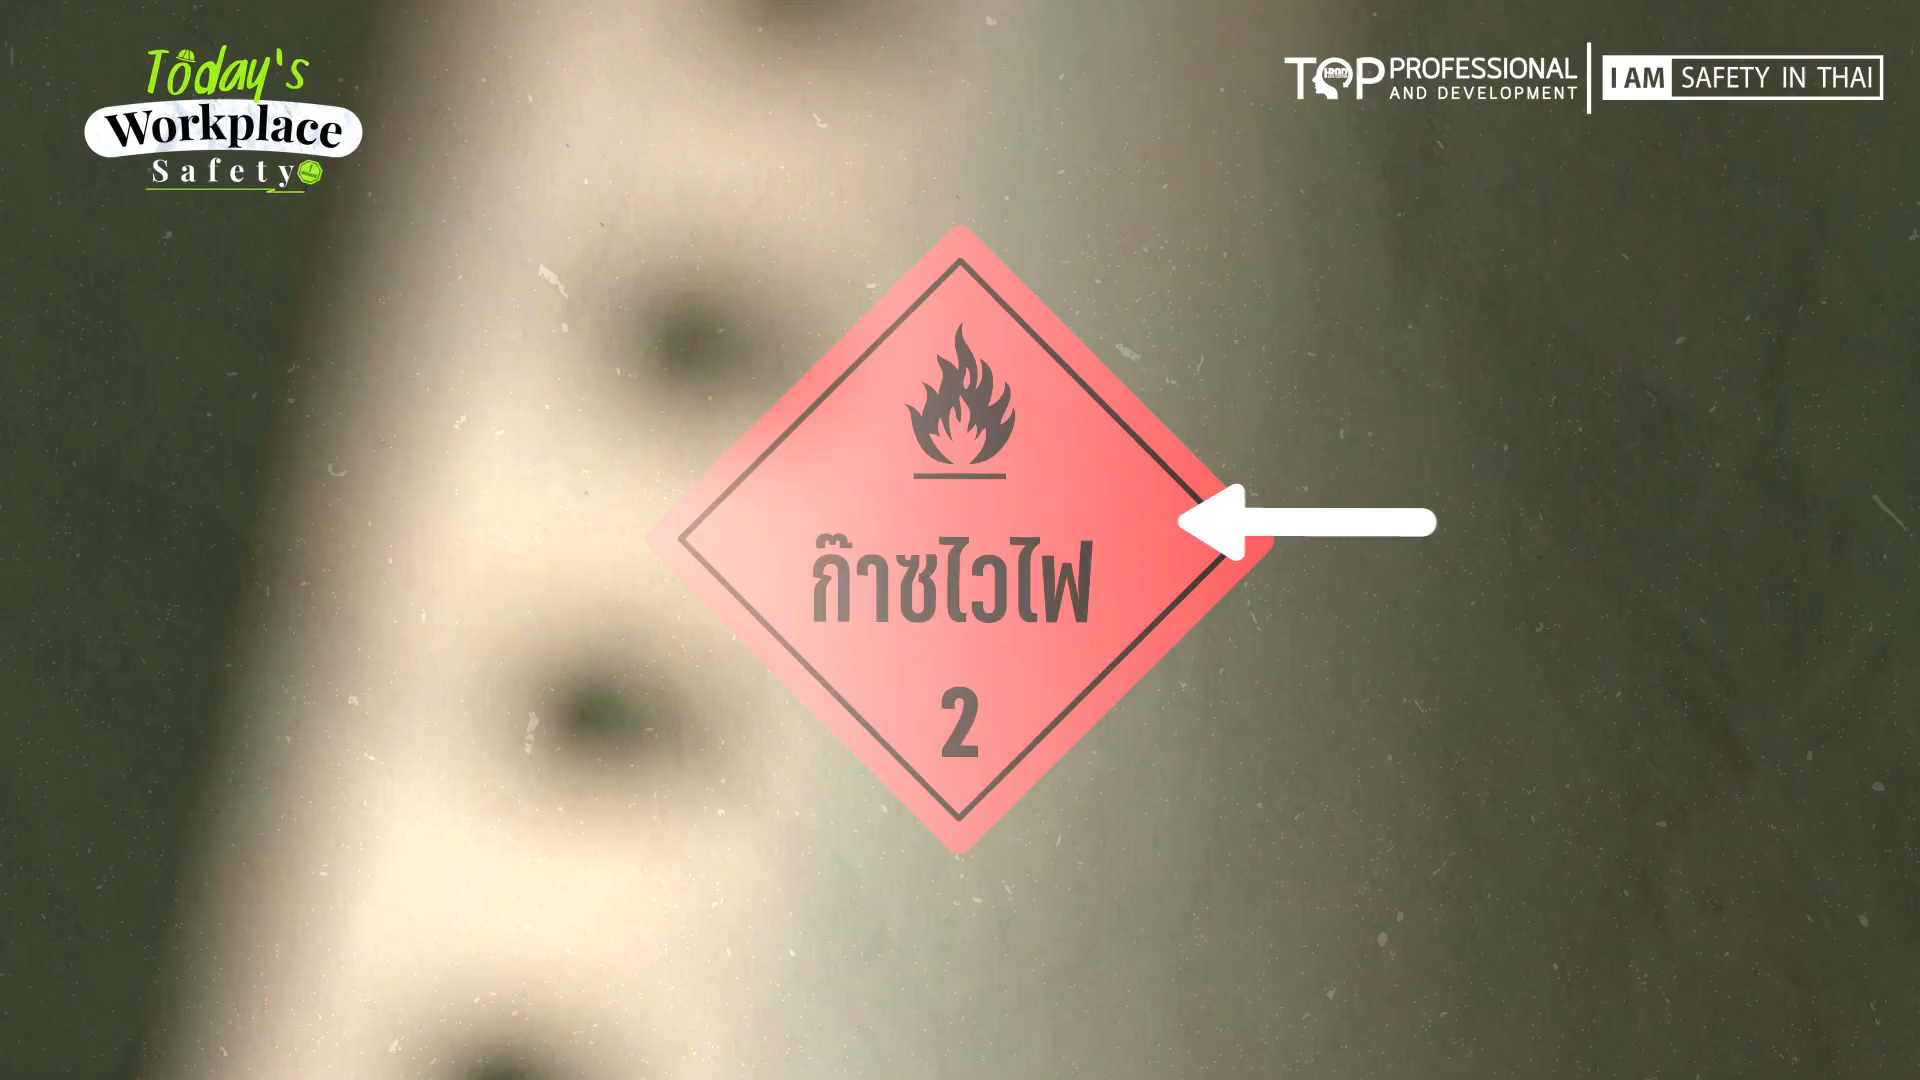 Today's
Workplace
Safety
TOP PROFESSIONAL
AND DEVELOPMENT
I AM SAFETY IN THAI
ก๊าซไวไฟ
2